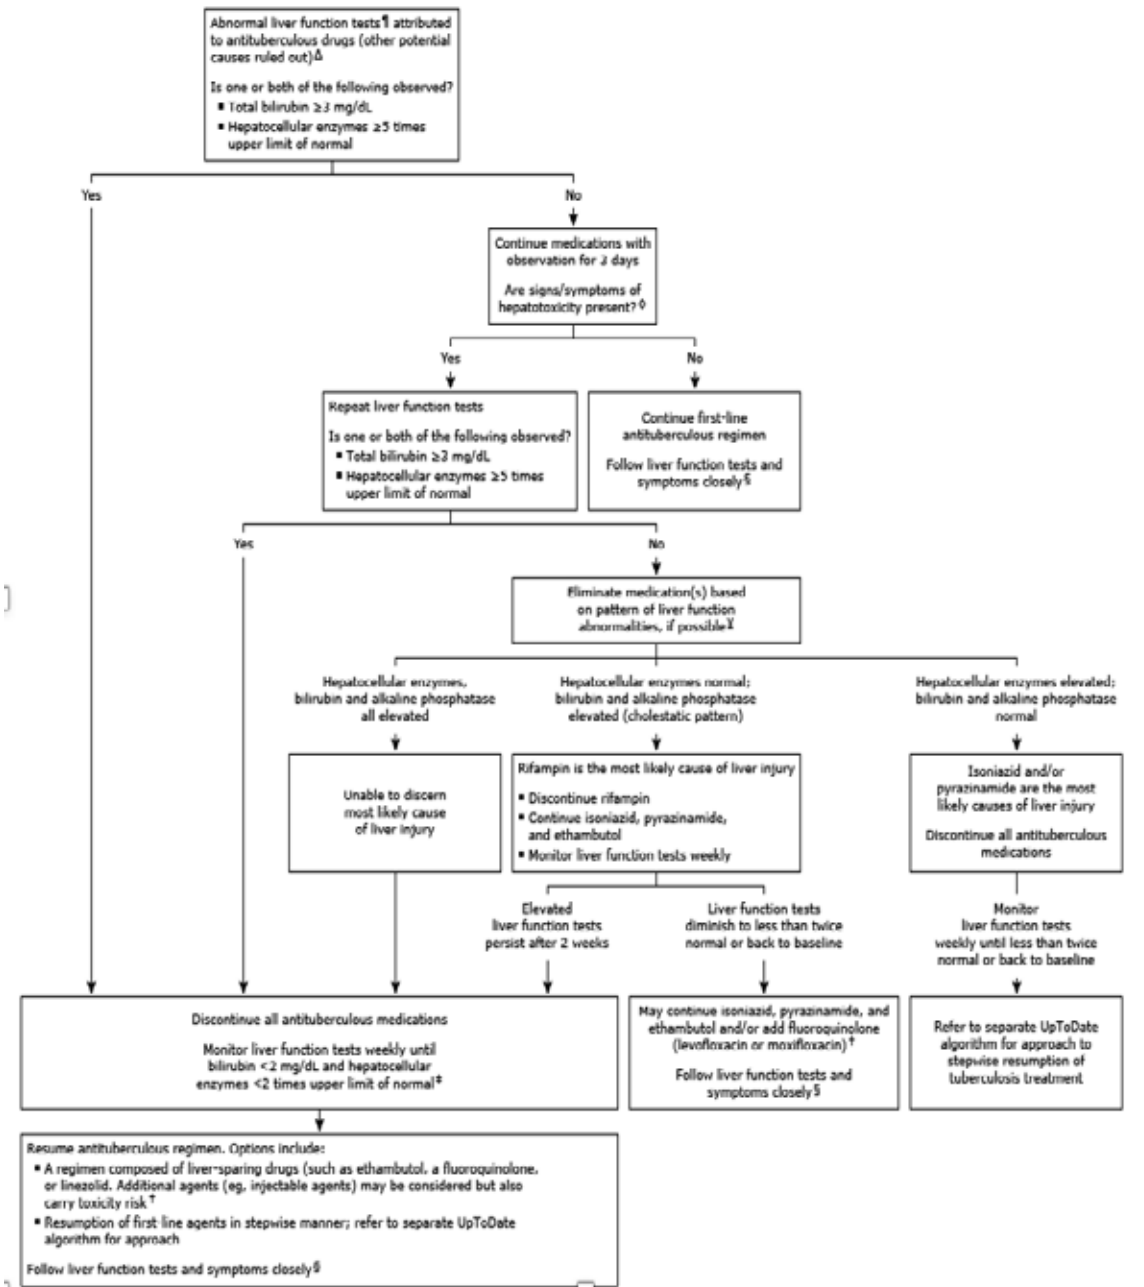 Abnormal liver function tests¶ attributed
to antituberculous drugs (other potential
causes ruled out)Δ
Is one or both of the following observed?
▪ Total bilirubin ≥3 mg/dL
▪ Hepatocellular enzymes ≥5 times
upper limit of normal
Yes
No
Continue medications with
observation for 3 days
Are signs/symptoms of
hepatotoxicity present?◊
Yes
No
Repeat liver function tests
Is one or both of the following observed?
▪ Total bilirubin ≥3 mg/dL
▪ Hepatocellular enzymes ≥5 times
upper limit of normal
Continue first-line
antituberculous regimen
Follow liver function tests and
symptoms closely§
Yes
No
Eliminate medication(s) based
on pattern of liver function
abnormalities, if possible¥
Hepatocellular enzymes,
bilirubin and alkaline phosphatase
all elevated
Hepatocellular enzymes normal;
bilirubin and alkaline phosphatase
elevated (cholestatic pattern)
Hepatocellular enzymes elevated;
bilirubin and alkaline phosphatase
normal
Unable to discern
most likely cause
of liver injury
Rifampin is the most likely cause of liver injury
▪ Discontinue rifampin
▪ Continue isoniazid, pyrazinamide,
and ethambutol
▪ Monitor liver function tests weekly
Isoniazid and/or
pyrazinamide are the most
likely causes of liver injury
Discontinue all antituberculous
medications
Elevated
liver function tests
persist after 2 weeks
Liver function tests
diminish to less than twice
normal or back to baseline
Monitor
liver function tests
weekly until less than twice
normal or back to baseline
Discontinue all antituberculous medications
Monitor liver function tests weekly until
bilirubin <2 mg/dL and hepatocellular
enzymes <2 times upper limit of normal‡
May continue isoniazid, pyrazinamide, and
ethambutol and/or add fluoroquinolone
(levofloxacin or moxifloxacin)†
Follow liver function tests and
symptoms closely§
Refer to separate UpToDate
algorithm for approach to
stepwise resumption of
tuberculosis treatment
Resume antituberculous regimen. Options include:
▪ A regimen composed of liver-sparing drugs (such as ethambutol, a fluoroquinolone,
or linezolid. Additional agents (eg, injectable agents) may be considered but also
carry toxicity risk†
▪ Resumption of first-line agents in stepwise manner; refer to separate UpToDate
algorithm for approach
Follow liver function tests and symptoms closely§